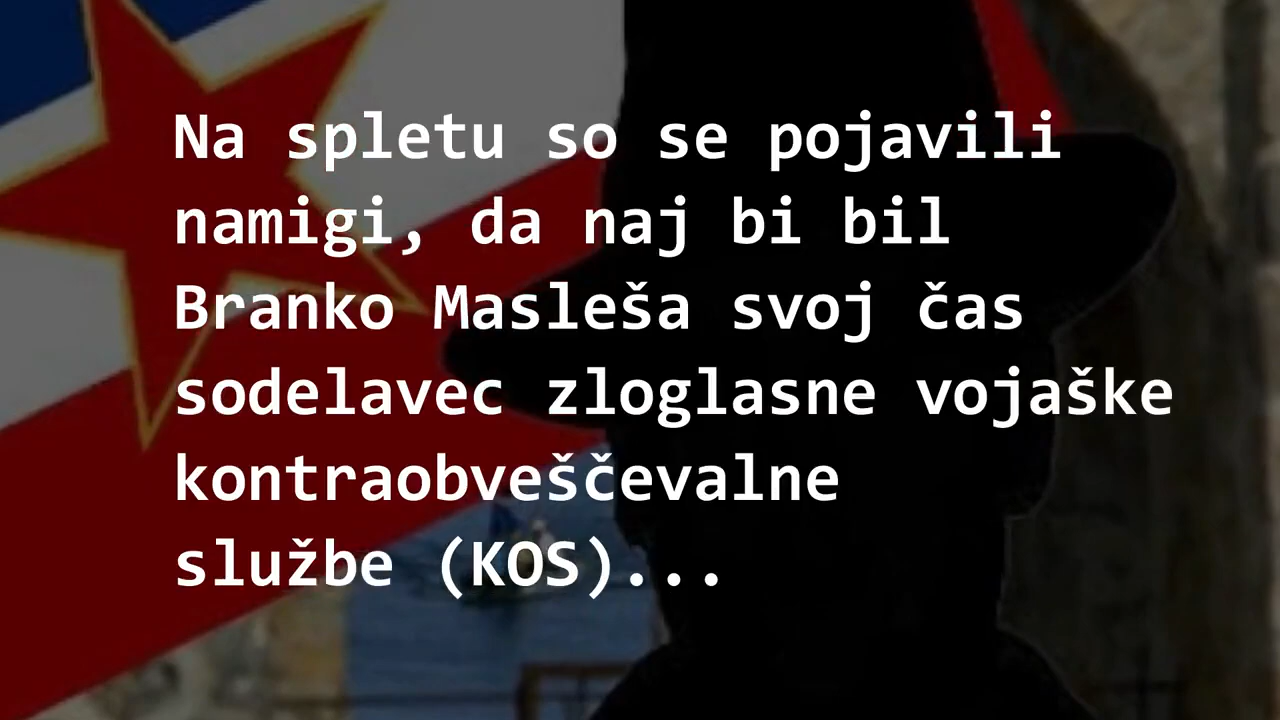 Na spletu so se pojavili
namigi, da naj bi bil
Branko Masleša svoj čas
sodelavec zloglasne vojaške
kontraobveščevalne
službe (KOS)...